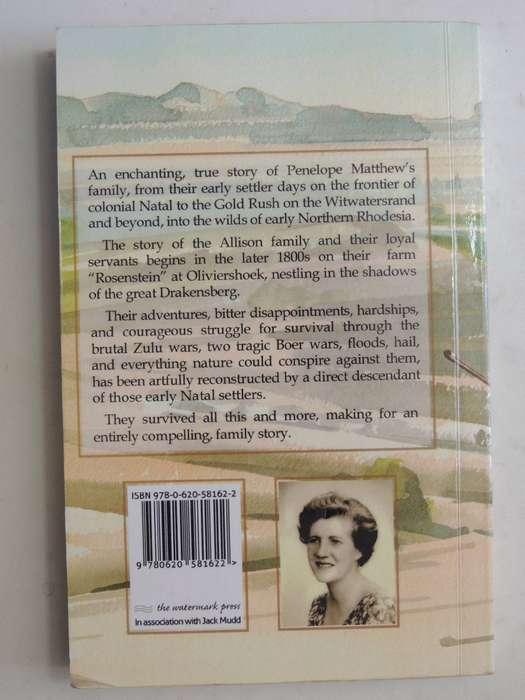 An enchanting, true story of Penelope Matthew's
family, from their early settler days on the frontier of
colonial Natal to the Gold Rush on the Witwatersrand
and beyond, into the wilds of early Northern Rhodesia.
The story of the Allison family and their loyal
servants begins in the later 1800s on their farm
"Rosenstein" at Oliviershoek, nestling in the shadows
of the great Drakensberg.
Their adventures, bitter disappointments, hardships,
and courageous struggle for survival through the
brutal Zulu wars, two tragic Boer wars, floods, hail,
and everything nature could conspire against them,
has been artfully reconstructed by a direct descendant
of those early Natal settlers.
They survived all this and more, making for an
entirely compelling, family story.
ISBN 978-0-620-58162-2
9 780620 581622 >
the watermark press
In association with Jack Mudd